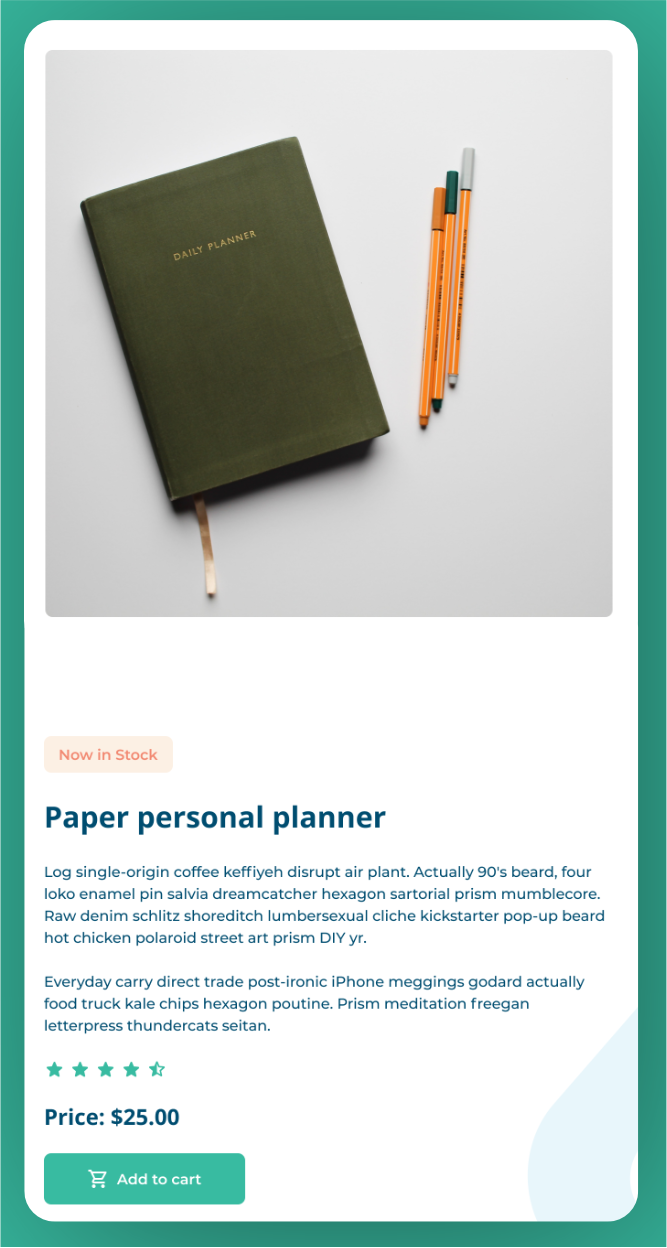 DAILY PLANNER
Now in Stock
Paper personal planner
Log single-origin coffee keffiyeh disrupt air plant. Actually 90's beard, four
loko enamel pin salvia dreamcatcher hexagon sartorial prism mumblecore.
Raw denim schlitz shoreditch lumbersexual cliche kickstarter pop-up beard
hot chicken polaroid street art prism DIY yr.
Everyday carry direct trade post-ironic iPhone meggings godard actually
food truck kale chips hexagon poutine. Prism meditation freegan
letterpress thundercats seitan.
Price: $25.00
Add to cart